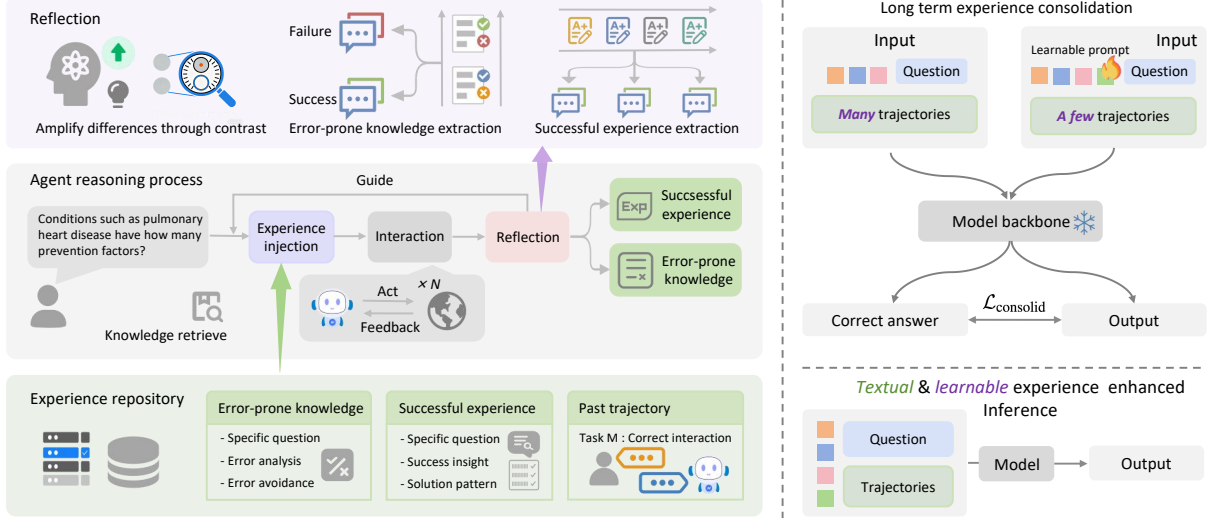 Reflection
Failure
Success
A+
A+
A+
A+
Amplify differences through contrast
Error-prone knowledge extraction
Successful experience extraction
Agent reasoning process
Guide
Conditions such as pulmonary
heart disease have how many
prevention factors?
Experience
injection
Interaction
Reflection
Exp
Succsessful
experience
Error-prone
knowledge
Knowledge retrieve
Act
× N
Feedback
Experience repository
Error-prone knowledge
- Specific question
- Error analysis
- Error avoidance
Successful experience
- Specific question
- Success insight
- Solution pattern
Past trajectory
Task M : Correct interaction
Long term experience consolidation
Input
Question
Many trajectories
Input
Learnable prompt
Question
A few trajectories
Model backbone
Correct answer
ℒconsolid
Output
Textual & learnable experience enhanced
Inference
Question
Trajectories
Model
Output